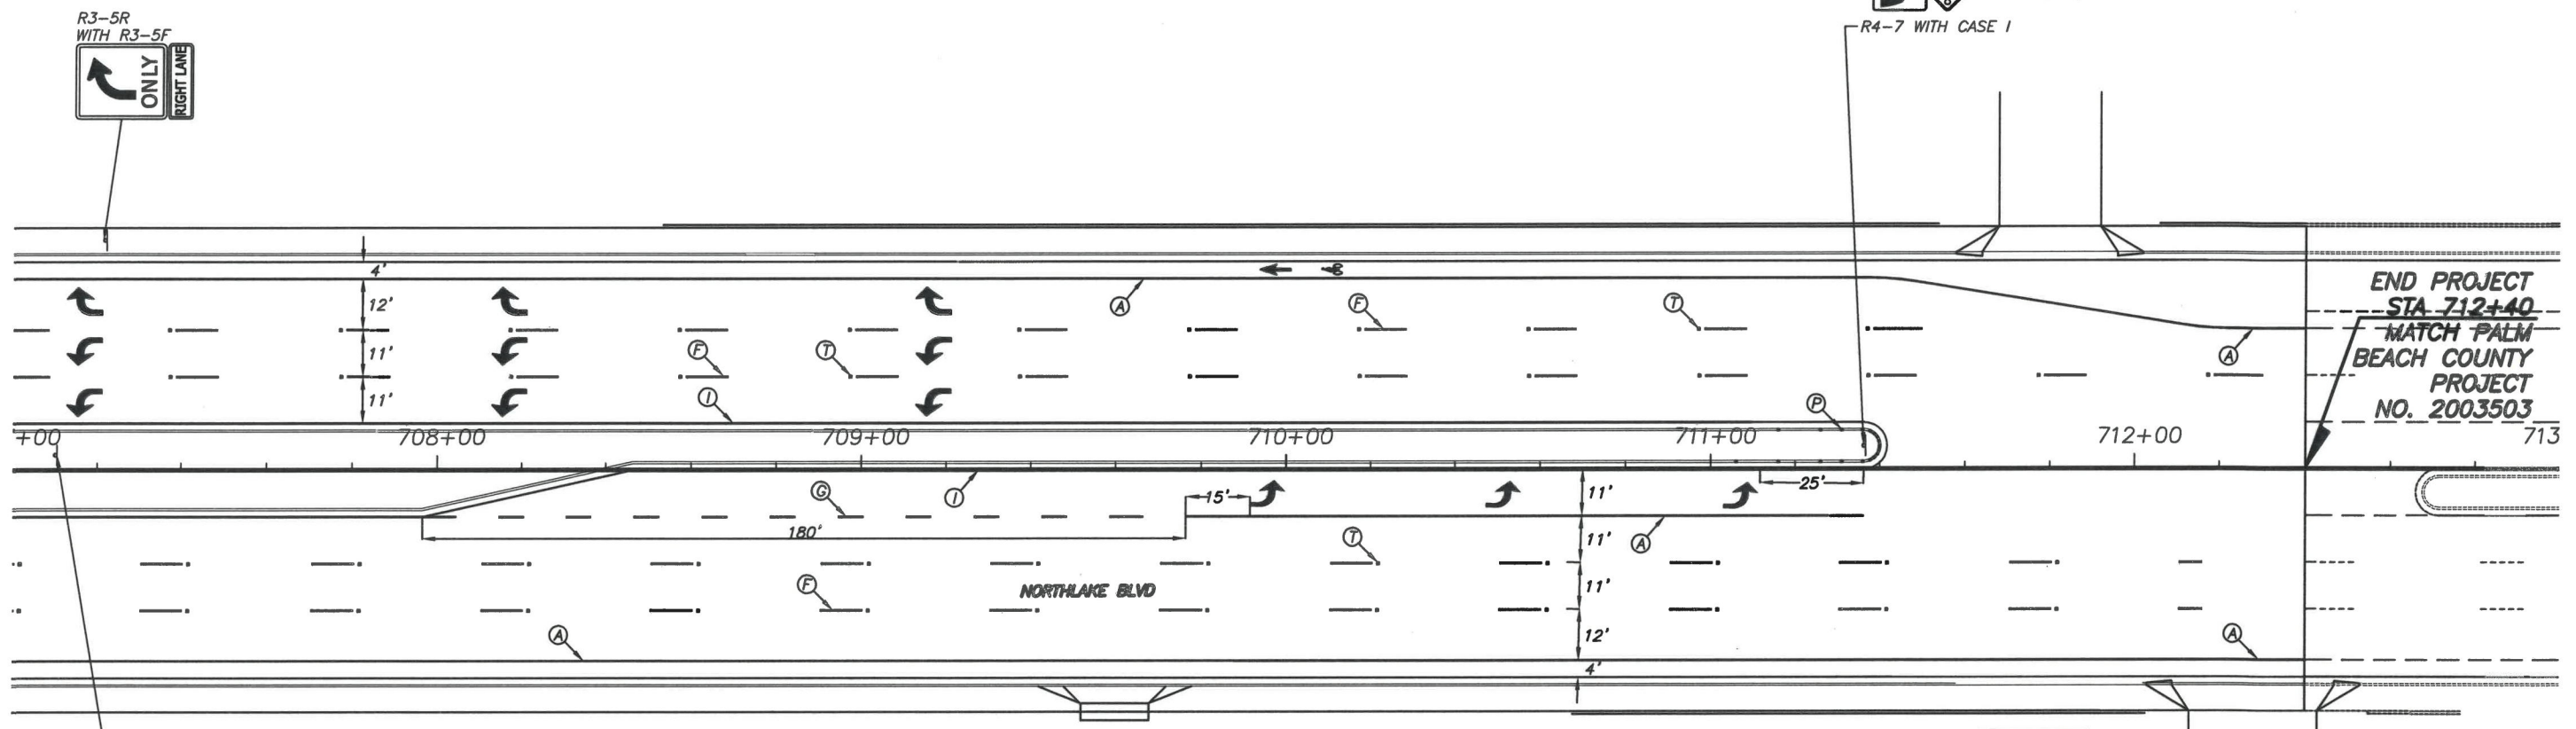 R3-5R
WITH R3-5F
ONLY
RIGHT LANE
R4-7 WITH CASE I
4'
12'
11'
11'
A
F
T
F
T
I
P
A
END PROJECT
STA 712+40
MATCH PALM
BEACH COUNTY
PROJECT
NO. 2003503
+00
708+00
709+00
710+00
711+00
712+00
713
G
I
15'
25'
180'
11'
11'
11'
12'
4'
T
A
F
NORTHLAKE BLVD
A
A